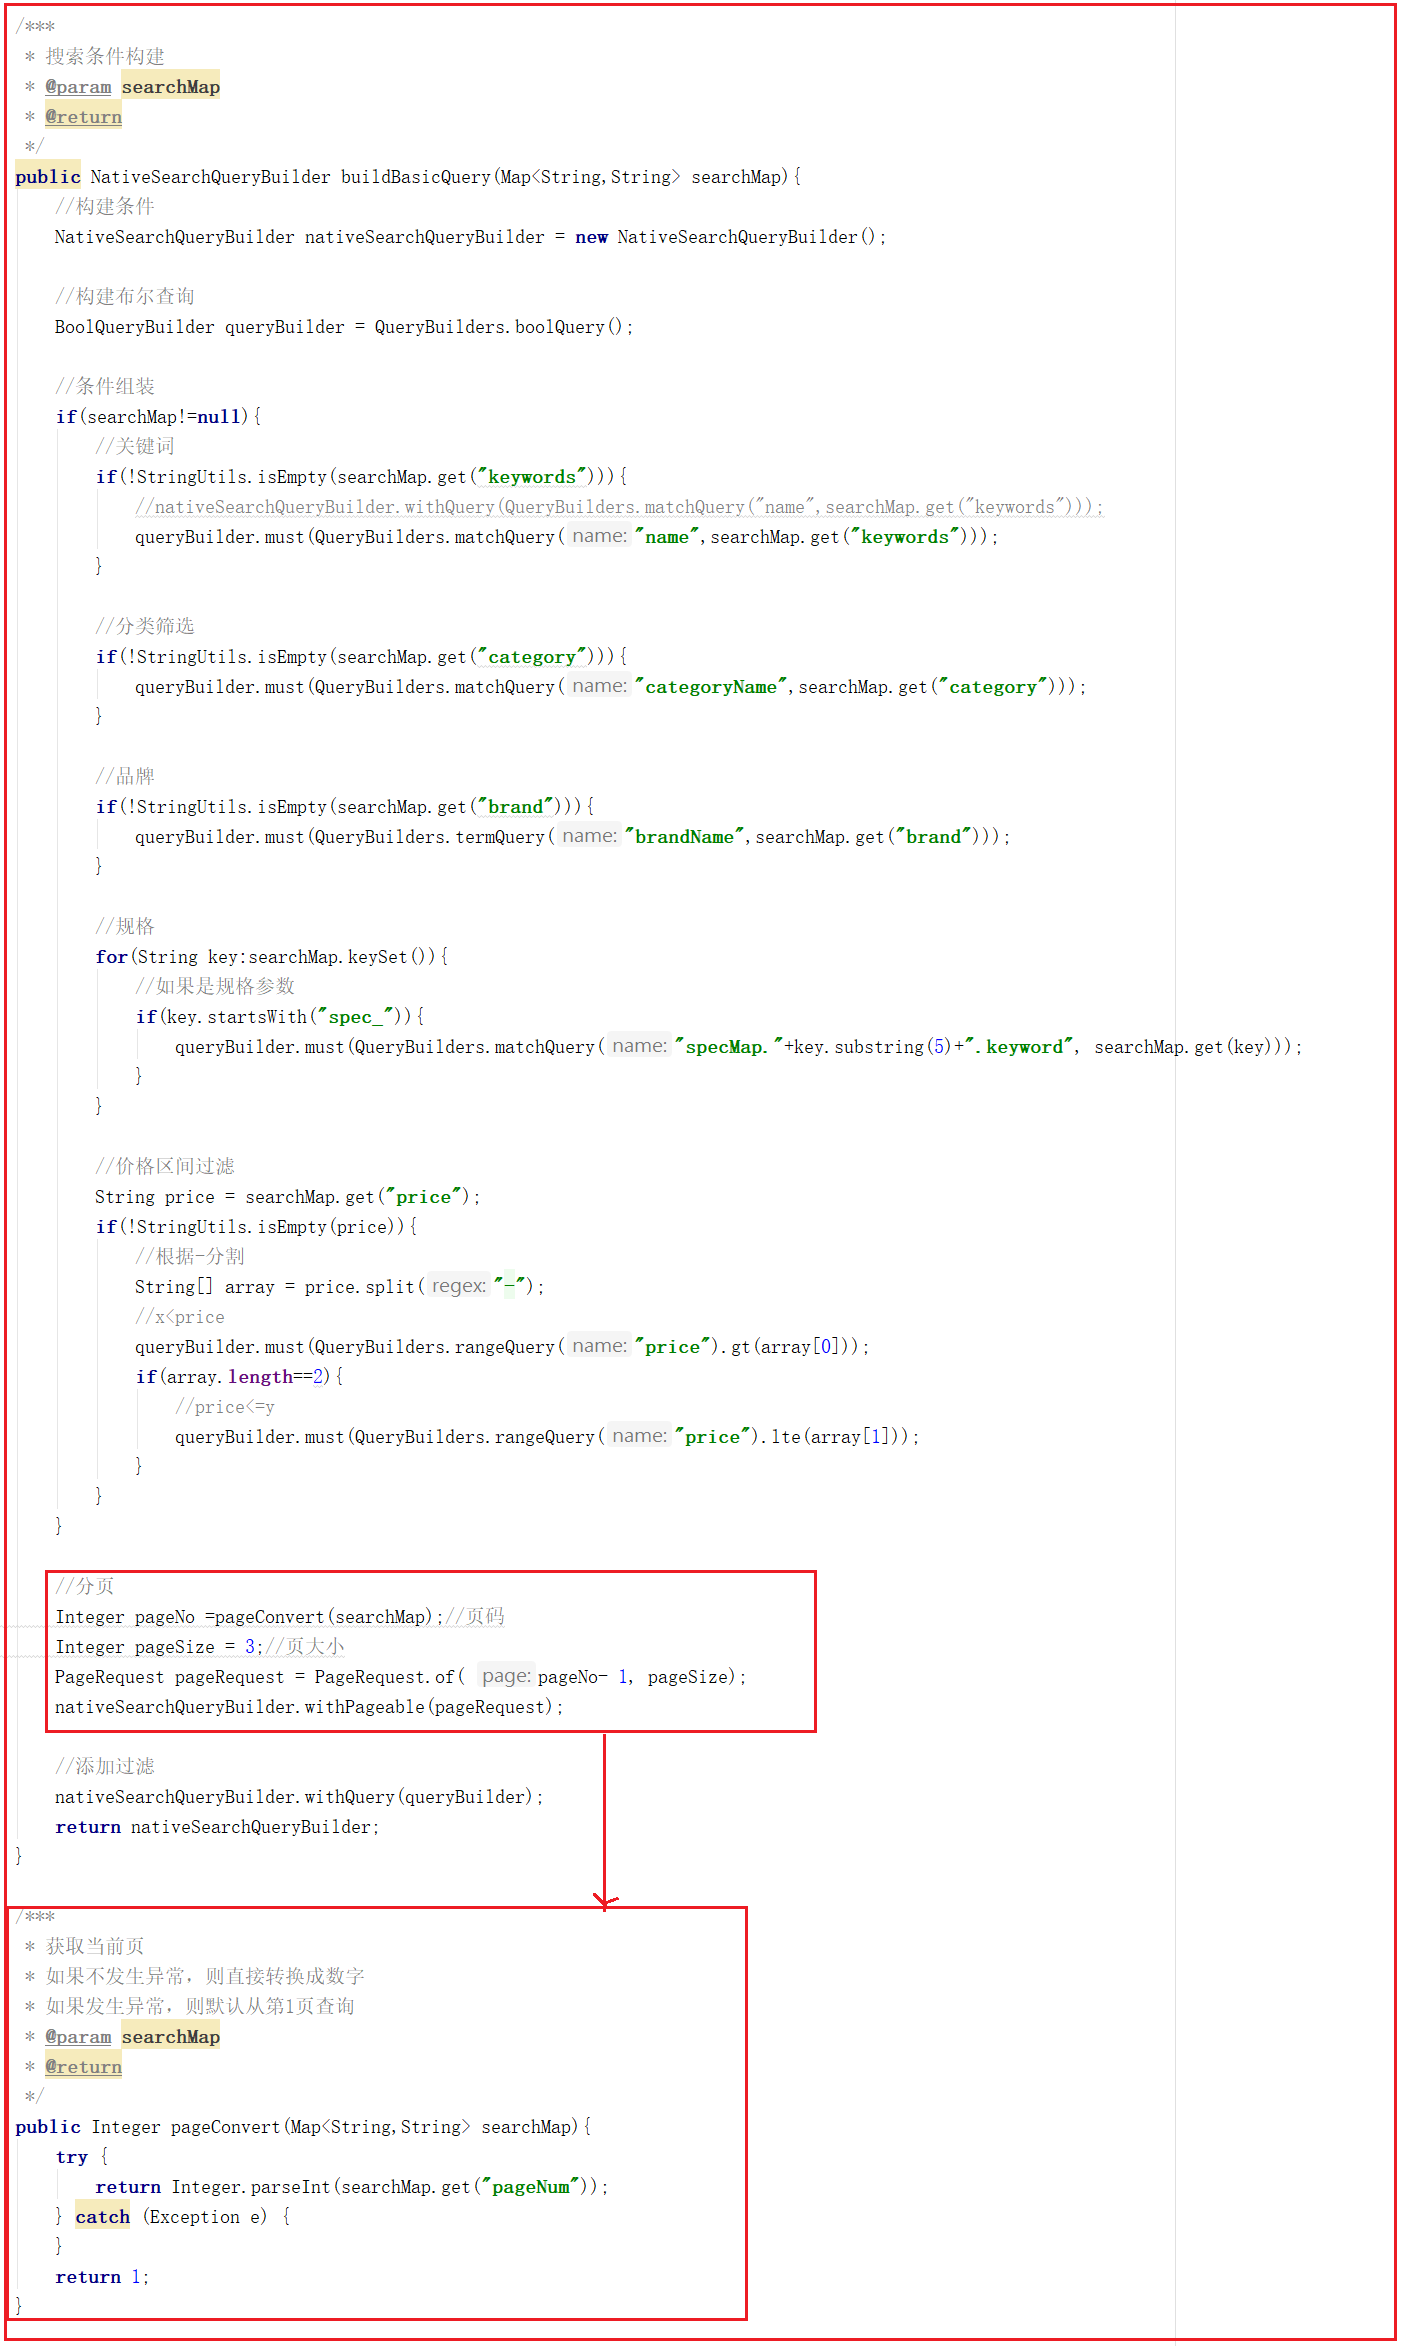 /***
* 搜索条件构建
* @param searchMap
* @return
*/
public NativeSearchQueryBuilder buildBasicQuery(Map<String,String> searchMap){
//构建条件
NativeSearchQueryBuilder nativeSearchQueryBuilder = new NativeSearchQueryBuilder();
//构建布尔查询
BoolQueryBuilder queryBuilder = QueryBuilders.boolQuery();
//条件组装
if(searchMap!=null){
//关键词
if(!StringUtils.isEmpty(searchMap.get("keywords"))){
//nativeSearchQueryBuilder.withQuery(QueryBuilders.matchQuery("name",searchMap.get("keywords")));
queryBuilder.must(QueryBuilders.matchQuery( name: "name",searchMap.get("keywords")));
}
//分类筛选
if(!StringUtils.isEmpty(searchMap.get("category"))){
queryBuilder.must(QueryBuilders.matchQuery( name: "categoryName",searchMap.get("category")));
}
//品牌
if(!StringUtils.isEmpty(searchMap.get("brand"))){
queryBuilder.must(QueryBuilders.termQuery( name: "brandName",searchMap.get("brand")));
}
//规格
for(String key:searchMap.keySet()){
//如果是规格参数
if(key.startsWith("spec_")){
queryBuilder.must(QueryBuilders.matchQuery( name: "specMap."+key.substring(5)+".keyword", searchMap.get(key)));
}
}
//价格区间过滤
String price = searchMap.get("price");
if(!StringUtils.isEmpty(price)){
//根据-分割
String[] array = price.split( regex: "-");
//x<price
queryBuilder.must(QueryBuilders.rangeQuery( name: "price").gt(array[0]));
if(array.length==2){
//price<=y
queryBuilder.must(QueryBuilders.rangeQuery( name: "price").lte(array[1]));
}
}
}
//分页
Integer pageNo =pageConvert(searchMap);//页码
Integer pageSize = 3;//页大小
PageRequest pageRequest = PageRequest.of( page: pageNo- 1, pageSize);
nativeSearchQueryBuilder.withPageable(pageRequest);
//添加过滤
nativeSearchQueryBuilder.withQuery(queryBuilder);
return nativeSearchQueryBuilder;
}
/***
* 获取当前页
* 如果不发生异常，则直接转换成数字
* 如果发生异常，则默认从第1页查询
* @param searchMap
* @return
*/
public Integer pageConvert(Map<String,String> searchMap){
try {
return Integer.parseInt(searchMap.get("pageNum"));
} catch (Exception e) {
}
return 1;
}